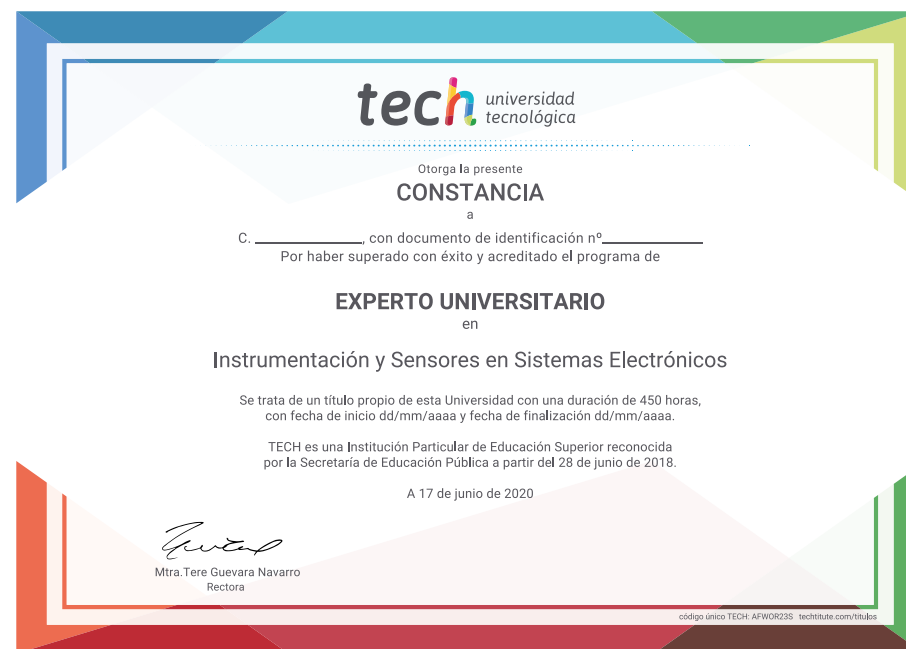 tech universidad
tecnológica
Otorga la presente
CONSTANCIA
a
C. ______________, con documento de identificación nº_____________
Por haber superado con éxito y acreditado el programa de
EXPERTO UNIVERSITARIO
en
Instrumentación y Sensores en Sistemas Electrónicos
Se trata de un título propio de esta Universidad con una duración de 450 horas,
con fecha de inicio dd/mm/aaaa y fecha de finalización dd/mm/aaaa.
TECH es una Institución Particular de Educación Superior reconocida
por la Secretaría de Educación Pública a partir del 28 de junio de 2018.
A 17 de junio de 2020
Mtra.Tere Guevara Navarro
Rectora
código único TECH: AFWOR23S techtitute.com/titulos